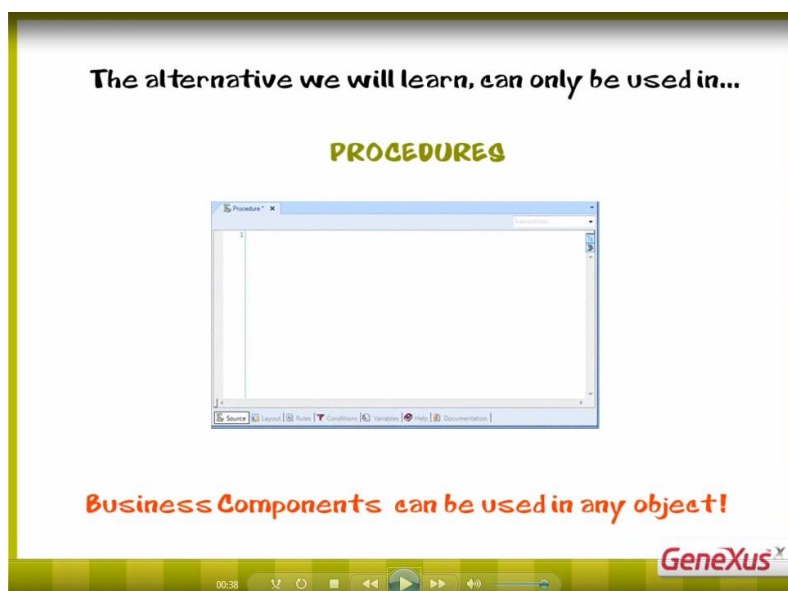 The alternative we will learn, can only be used in...
PROCEDURES
Procedure *
1
Source Layout Rules Conditions Variables Help Documentation
Business Components can be used in any object!
GeneXus X
00:38